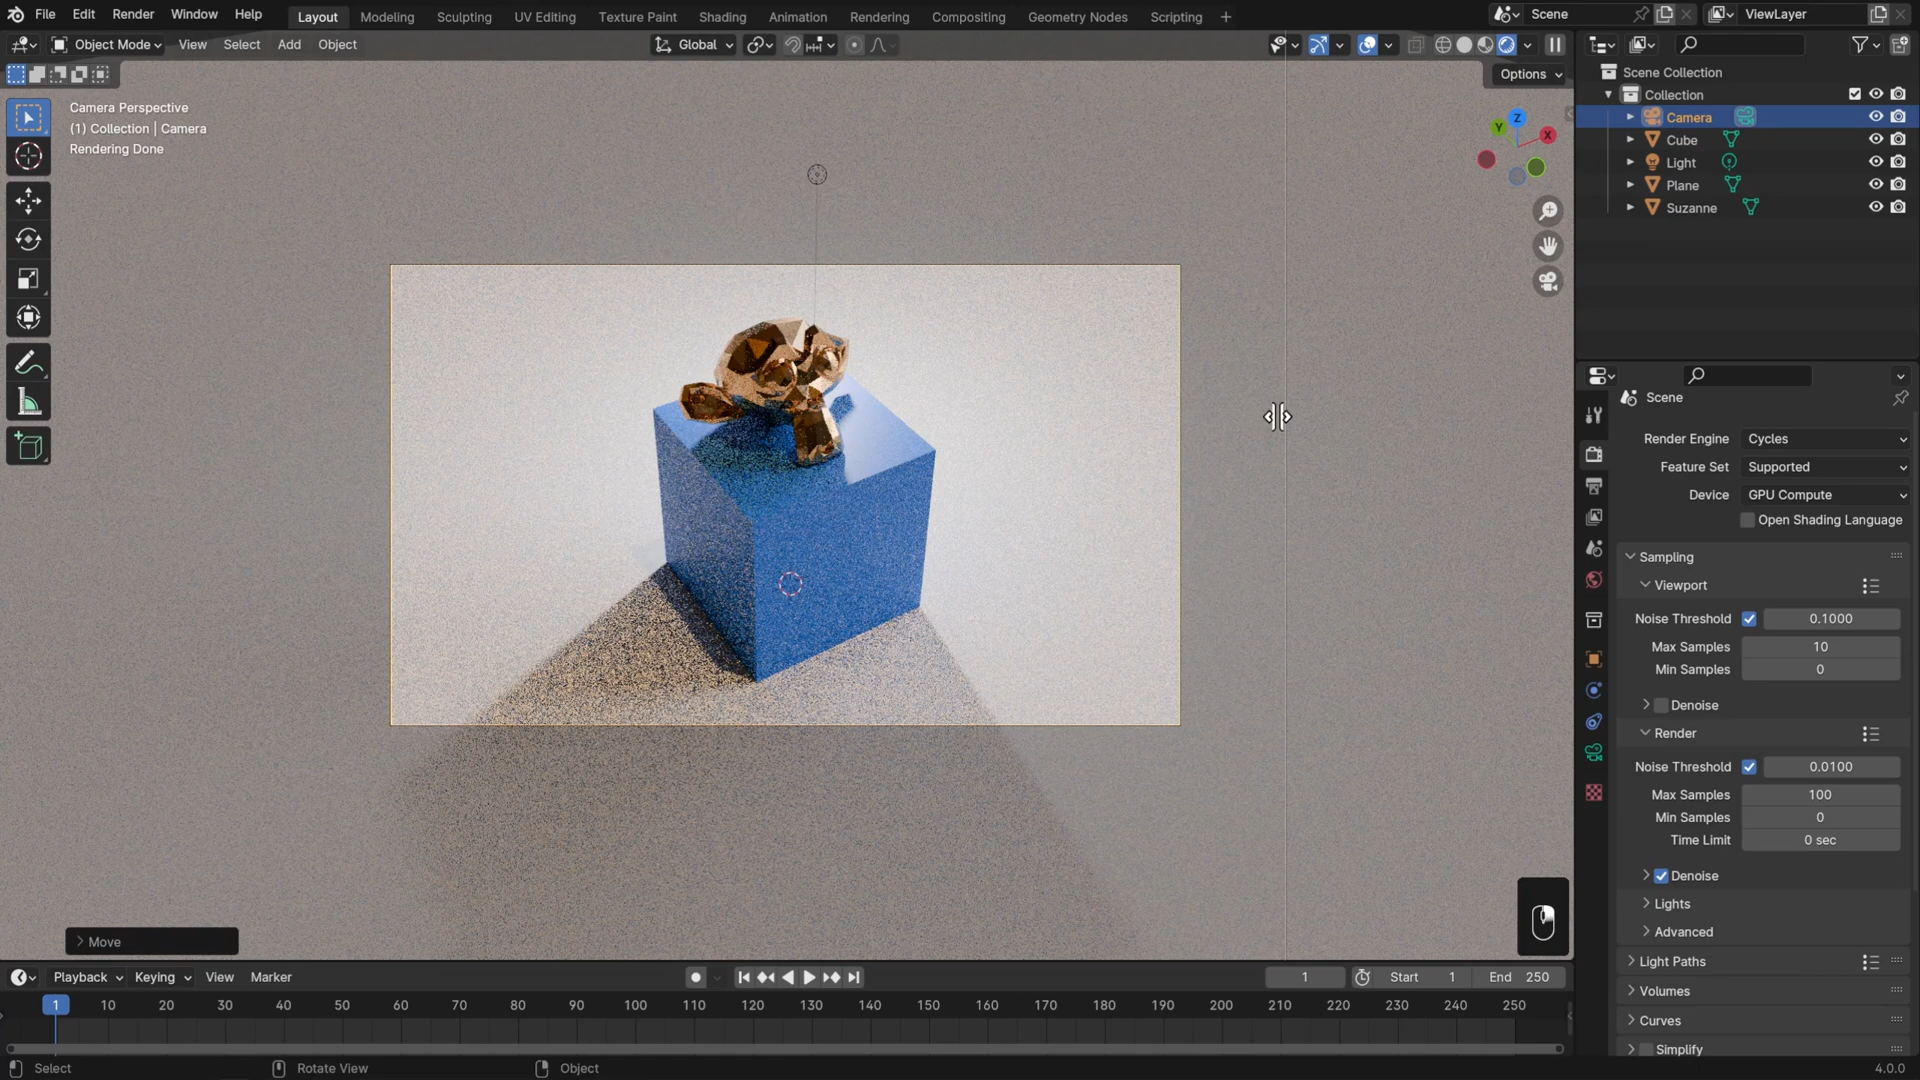 File Edit Render Window Help Layout Modeling Sculpting UV Editing Texture Paint Shading Animation Rendering Compositing Geometry Nodes Scripting + Scene ViewLayer
Object Mode View Select Add Object Global
Options
Camera Perspective
(1) Collection | Camera
Rendering Done
Z
Y
X
Scene Collection
Collection
Camera
Cube
Light
Plane
Suzanne
Scene
Render Engine Cycles
Feature Set Supported
Device GPU Compute
Open Shading Language
Sampling
Viewport
Noise Threshold 0.1000
Max Samples 10
Min Samples 0
Denoise
Render
Noise Threshold 0.0100
Max Samples 100
Min Samples 0
Time Limit 0 sec
Denoise
Lights
Advanced
Light Paths
Volumes
Curves
Simplify
Move
Playback Keying View Marker 1 Start 1 End 250
1 10 20 30 40 50 60 70 80 90 100 110 120 130 140 150 160 170 180 190 200 210 220 230 240 250
Select Rotate View Object 4.0.0